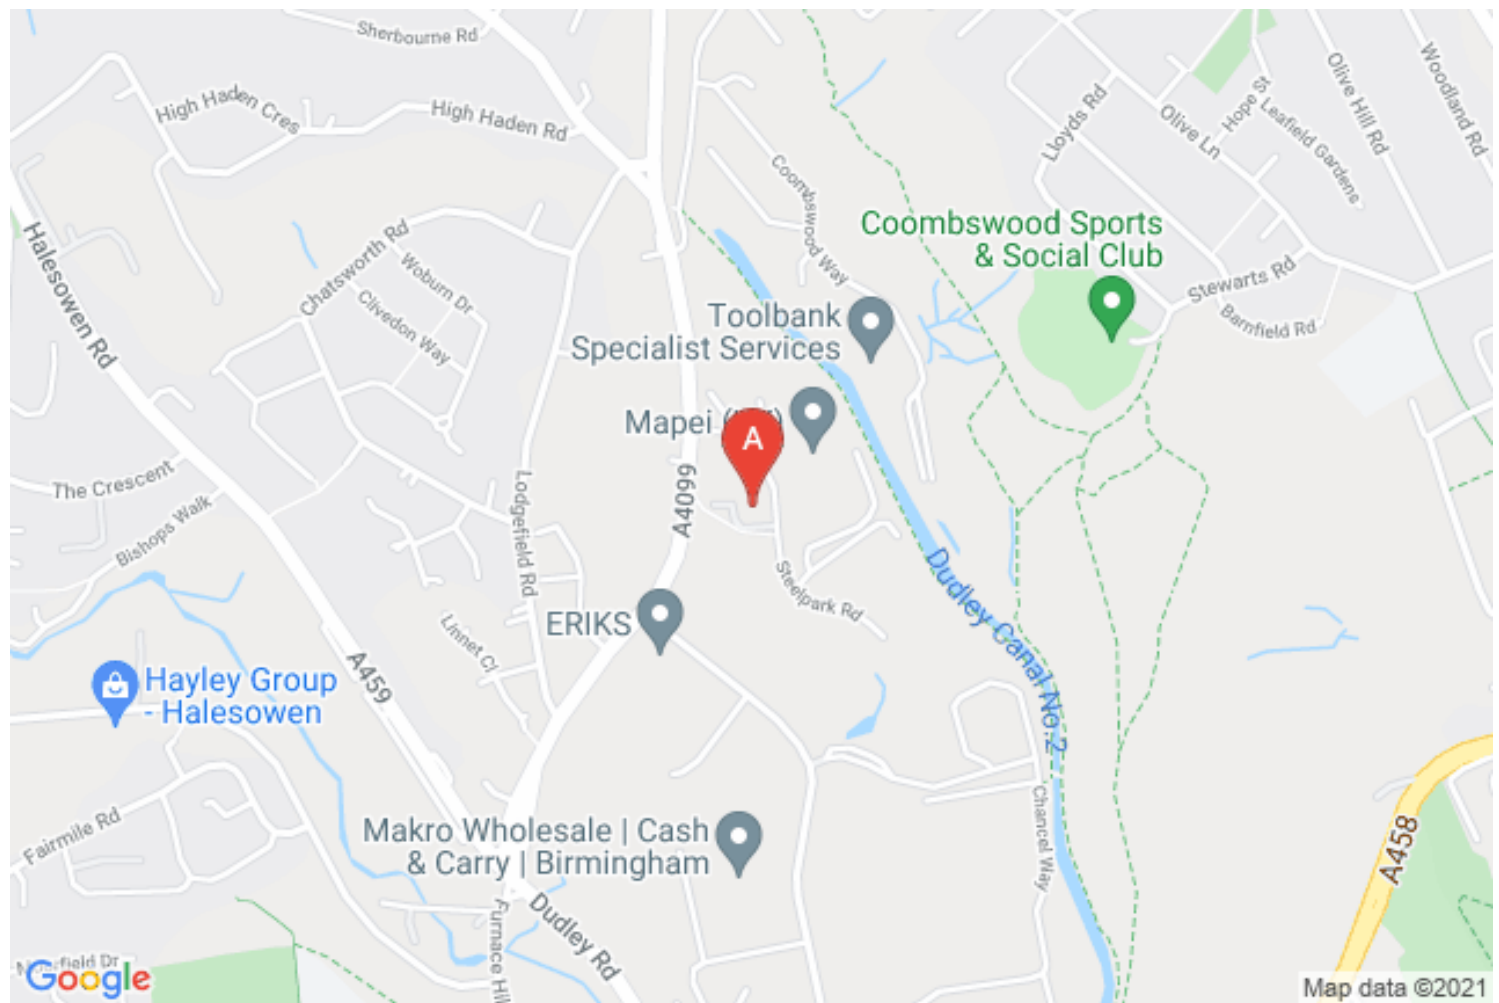 Sherbourne Rd
High Haden Cres
High Haden Rd
Lloyds Rd
Olive Ln
Hope St
Leafield Gardens
Olive Hill Rd
Woodland Rd
Halesowen Rd
Chatsworth Rd
Woburn Dr
Clivedon Way
Coombswood Way
Coombswood Sports
& Social Club
Stewarts Rd
Barnfield Rd
Toolbank
Specialist Services
Mapei
A
The Crescent
Bishops Walk
Lodgefield Rd
A4099
Steelpark Rd
Dudley Canal No.2
ERIKS
Linnet Cl
A459
Hayley Group
- Halesowen
Fairmile Rd
Makro Wholesale | Cash
& Carry | Birmingham
Chancel Way
A458
Furnace Hill
Dudley Rd
Google
Map data ©2021